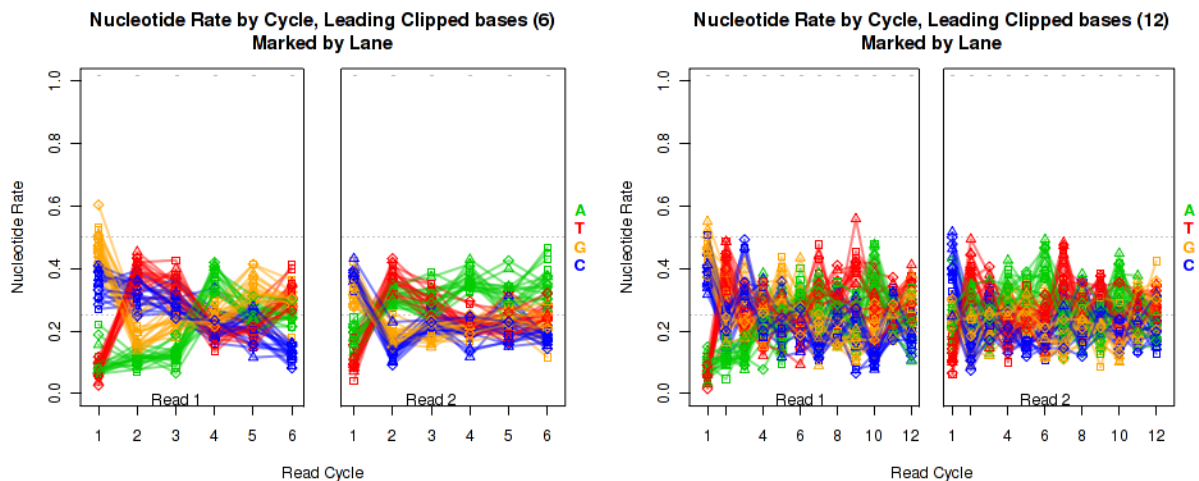 Nucleotide Rate by Cycle, Leading Clipped bases (6)
Marked by Lane
Nucleotide Rate
0.0 0.2 0.4 0.6 0.8 1.0
Read 1
Read 2
1 2 3 4 5 6
1 2 3 4 5 6
Read Cycle
A
T
G
C
Nucleotide Rate by Cycle, Leading Clipped bases (12)
Marked by Lane
Nucleotide Rate
0.0 0.2 0.4 0.6 0.8 1.0
Read 1
Read 2
1 4 6 8 10 12
1 4 6 8 10 12
Read Cycle
A
T
G
C